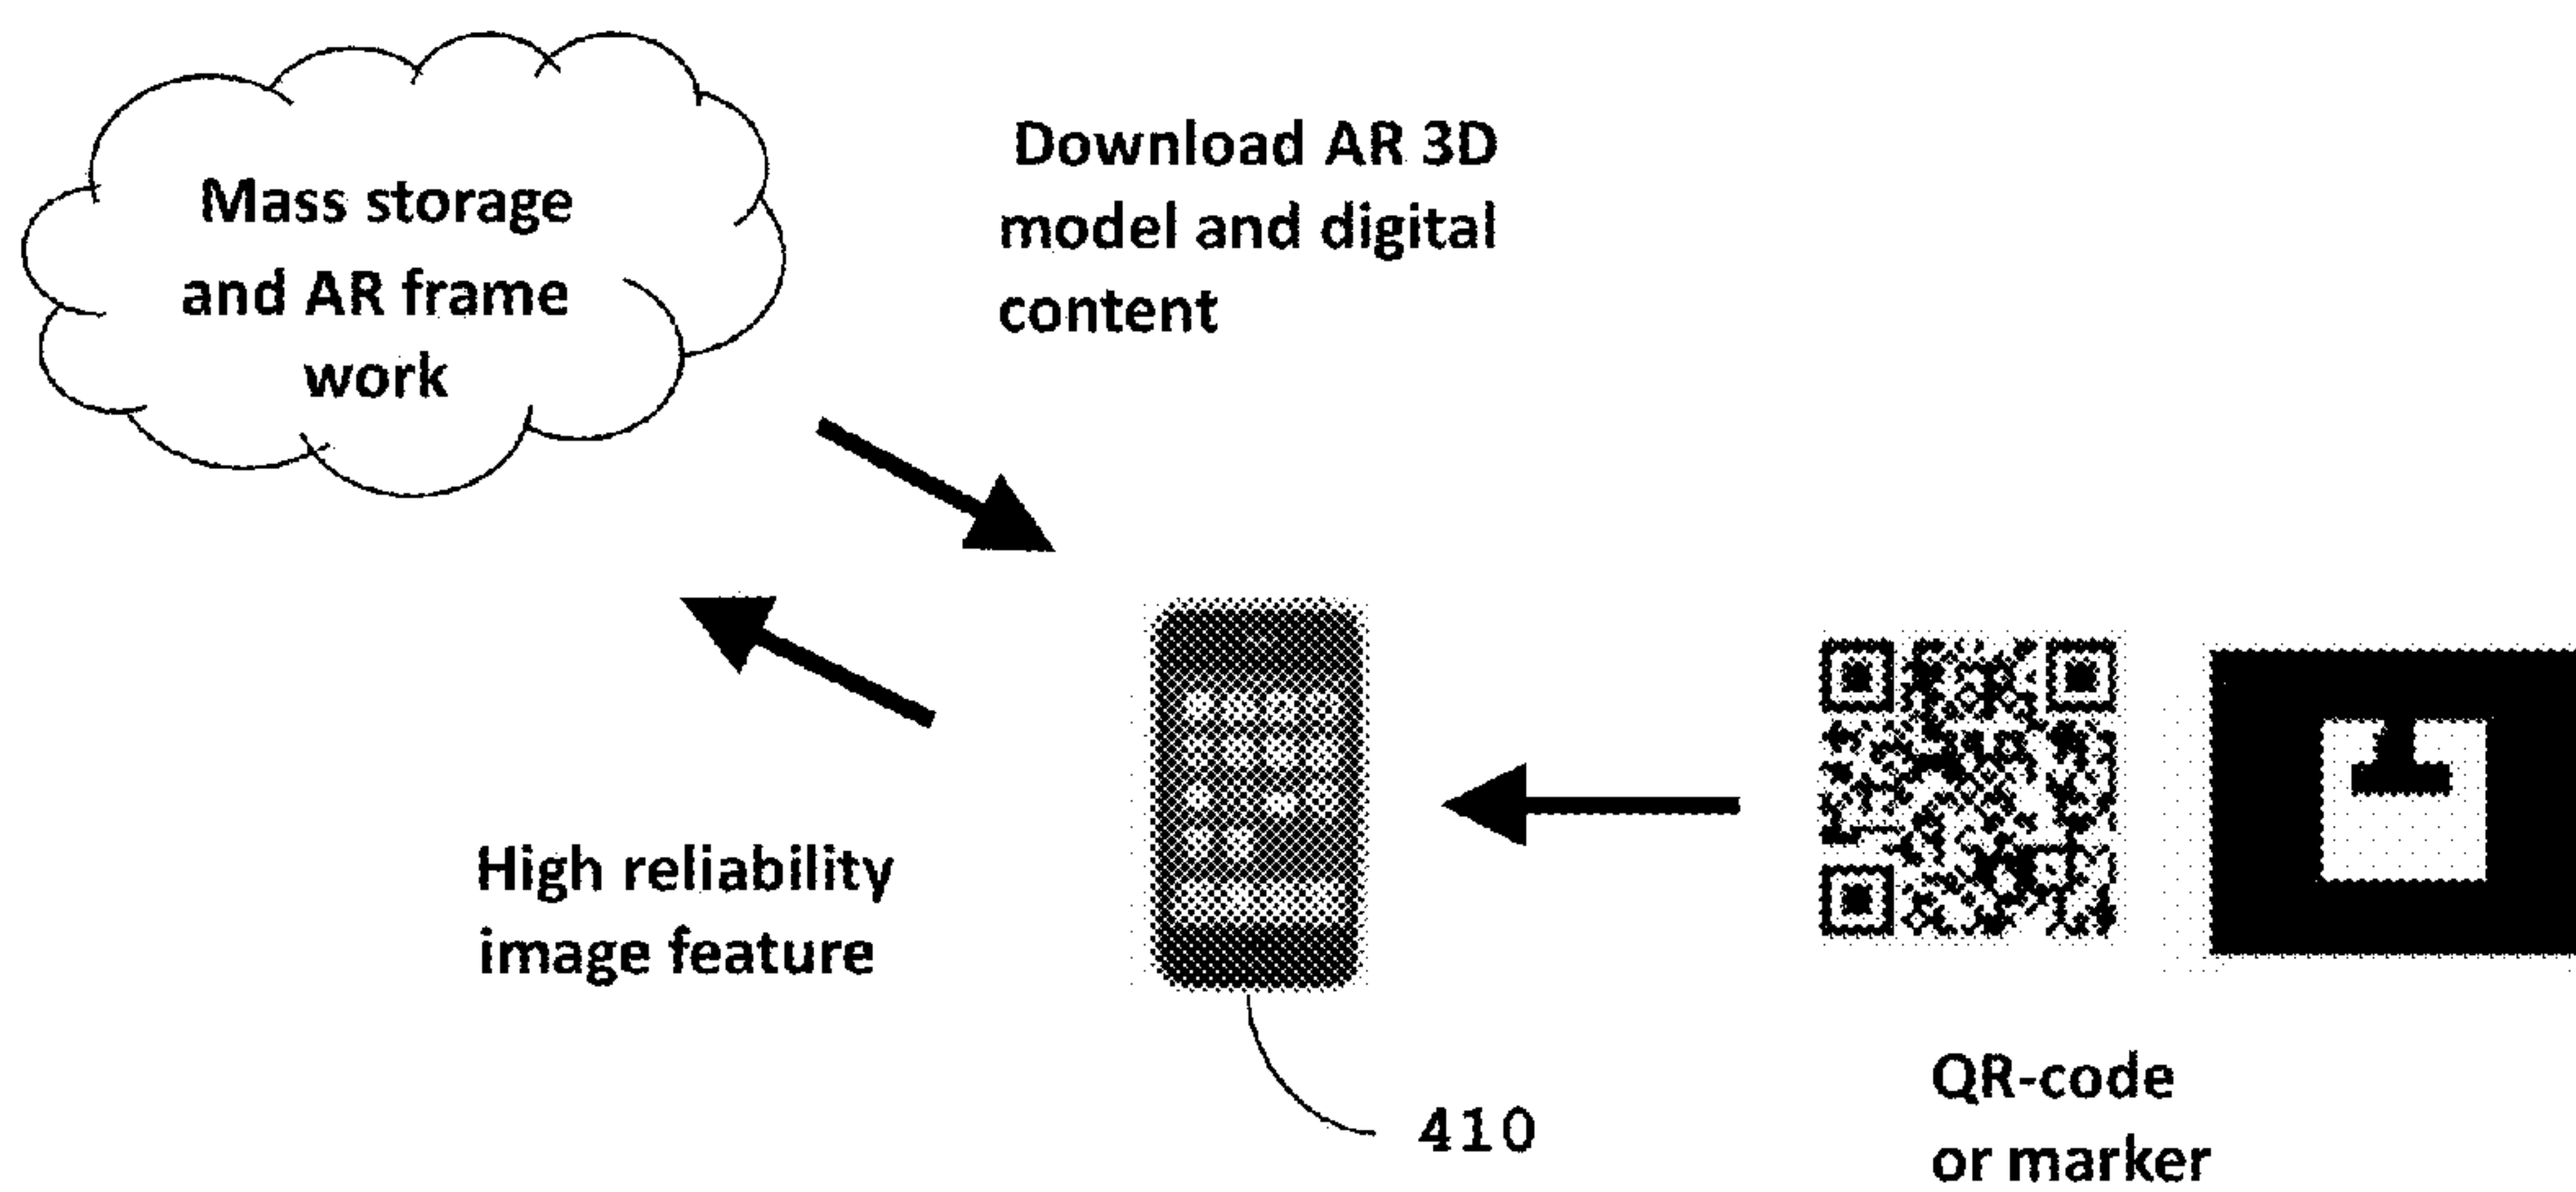 Mass storage
and AR frame
work
Download AR 3D
model and digital
content
High reliability
image feature
410
QR-code
or marker